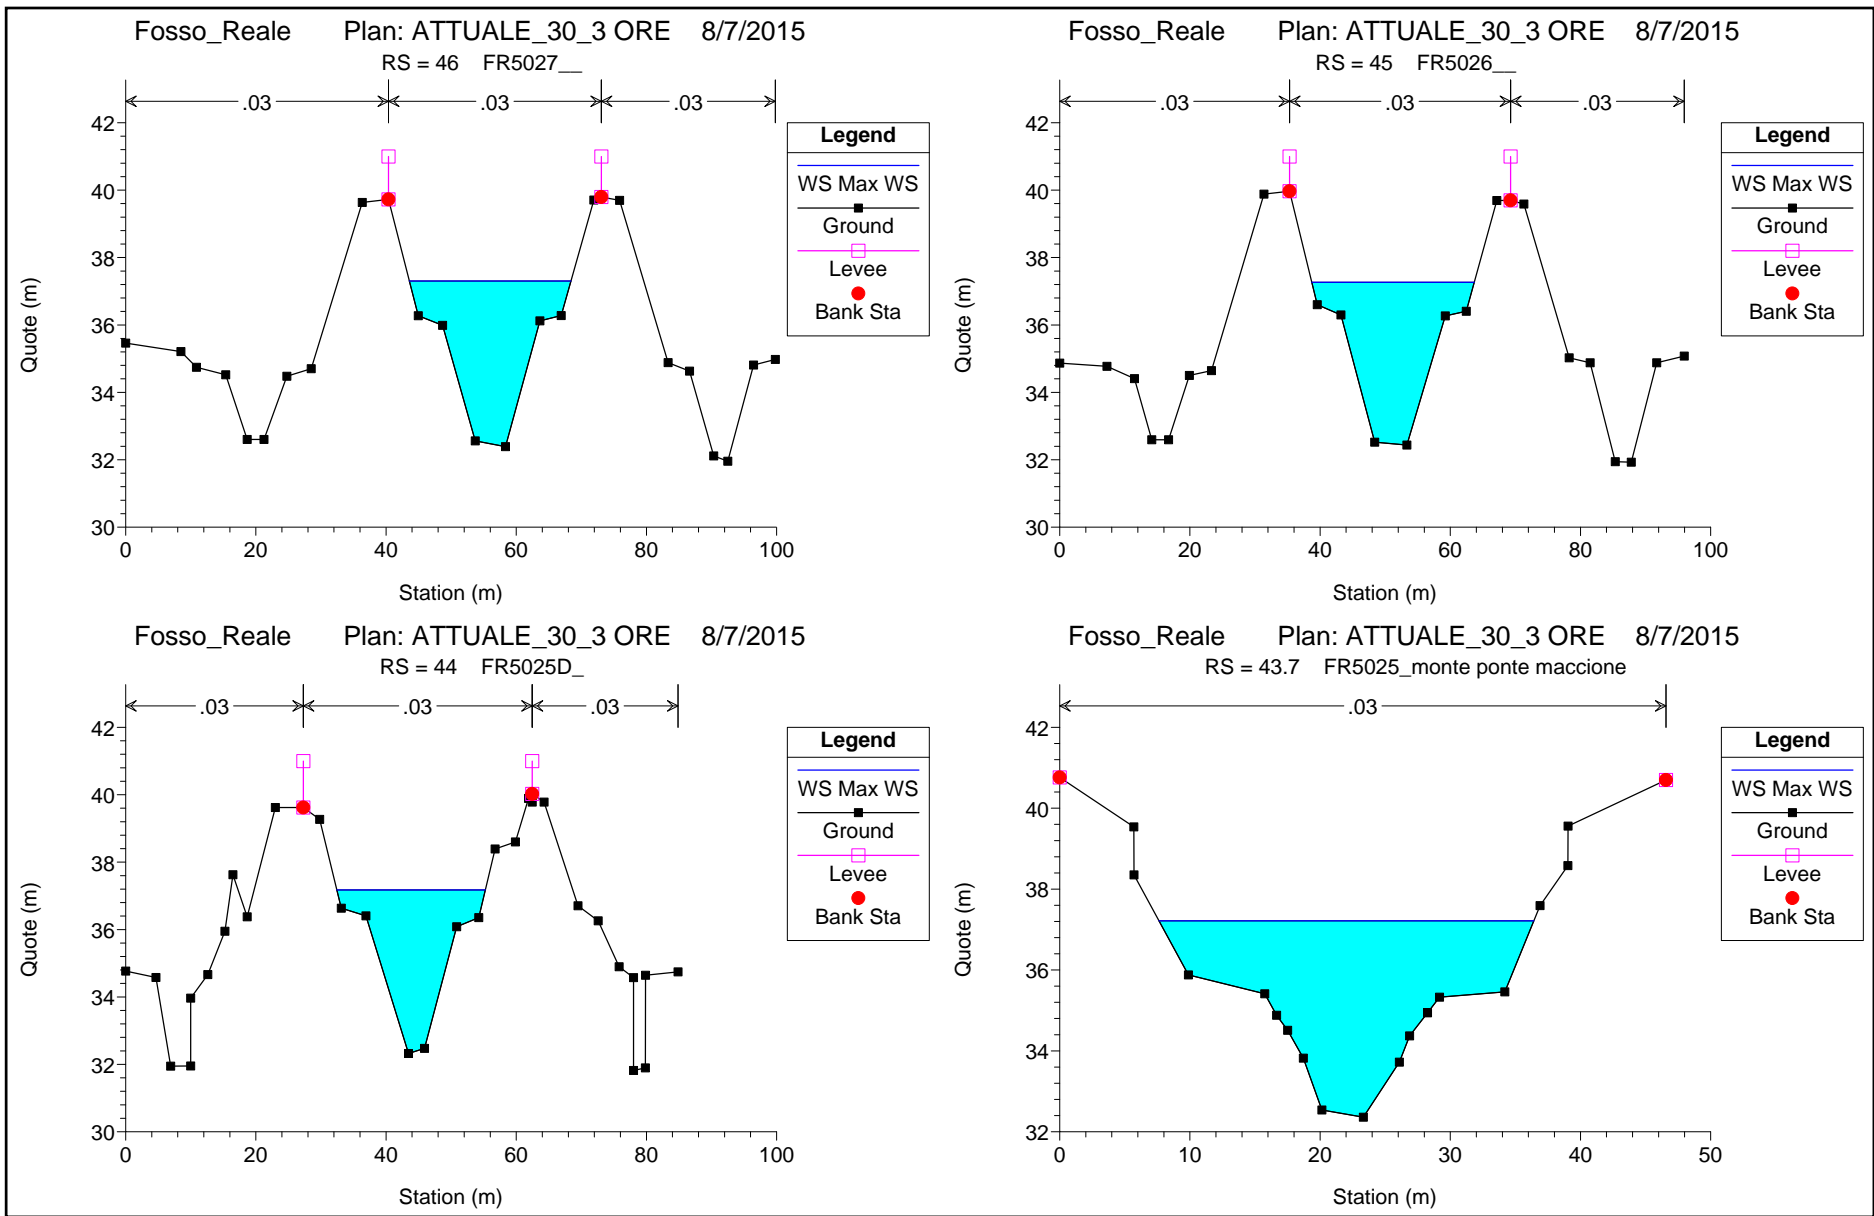 Fosso_Reale Plan: ATTUALE_30_3 ORE 8/7/2015
RS = 46 FR5027__
.03 .03 .03
42
40
38
36
34
32
30
Quote (m)
0 20 40 60 80 100
Station (m)
Legend
WS Max WS
Ground
Levee
Bank Sta
Fosso_Reale Plan: ATTUALE_30_3 ORE 8/7/2015
RS = 45 FR5026__
.03 .03 .03
42
40
38
36
34
32
30
Quote (m)
0 20 40 60 80 100
Station (m)
Legend
WS Max WS
Ground
Levee
Bank Sta
Fosso_Reale Plan: ATTUALE_30_3 ORE 8/7/2015
RS = 44 FR5025D_
.03 .03 .03
42
40
38
36
34
32
30
Quote (m)
0 20 40 60 80 100
Station (m)
Legend
WS Max WS
Ground
Levee
Bank Sta
Fosso_Reale Plan: ATTUALE_30_3 ORE 8/7/2015
RS = 43.7 FR5025_monte ponte maccione
.03
42
40
38
36
34
32
Quote (m)
0 10 20 30 40 50
Station (m)
Legend
WS Max WS
Ground
Levee
Bank Sta